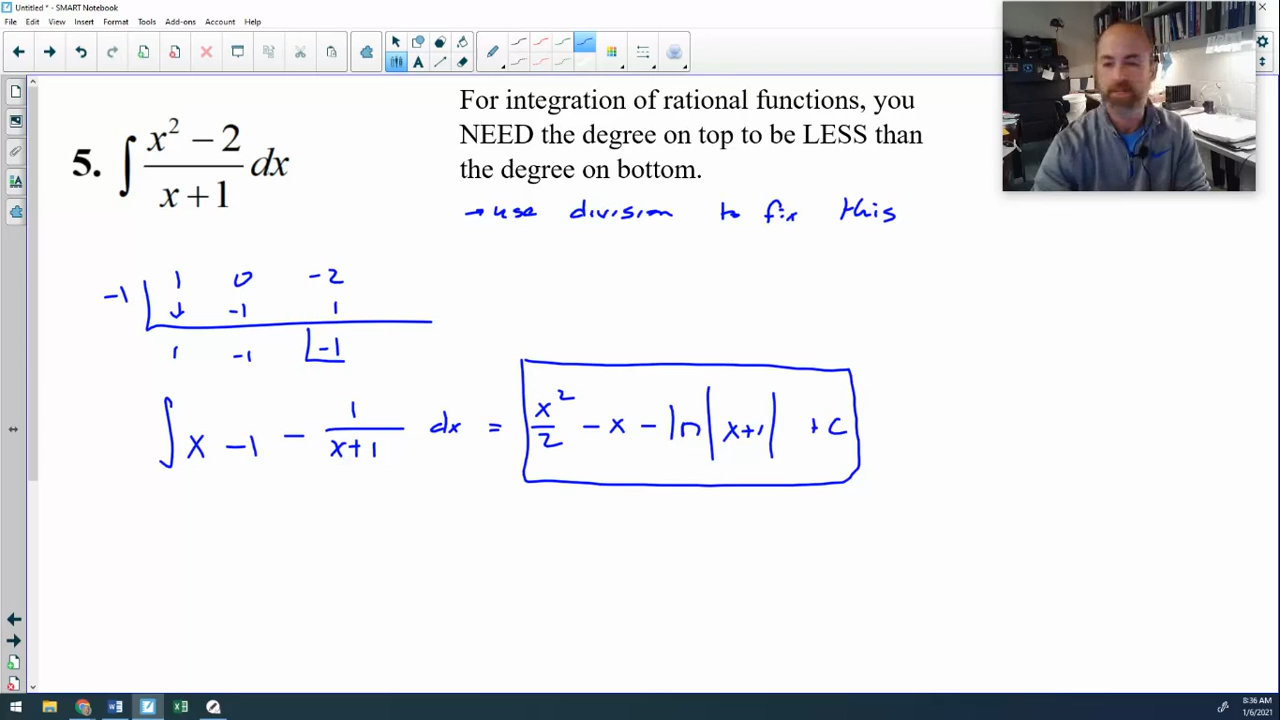 Untitled * - SMART Notebook
File Edit View Insert Format Tools Add-ons Account Help
For integration of rational functions, you
NEED the degree on top to be LESS than
the degree on bottom.
→ use division to fix this
5. ∫ (x² − 2)/(x + 1) dx
−1 | 1 0 −2
↓ −1 1
1 −1 |−1
∫ x − 1 − 1/(x+1) dx = x²/2 − x − ln|x+1| + c
8:36 AM
1/6/2021